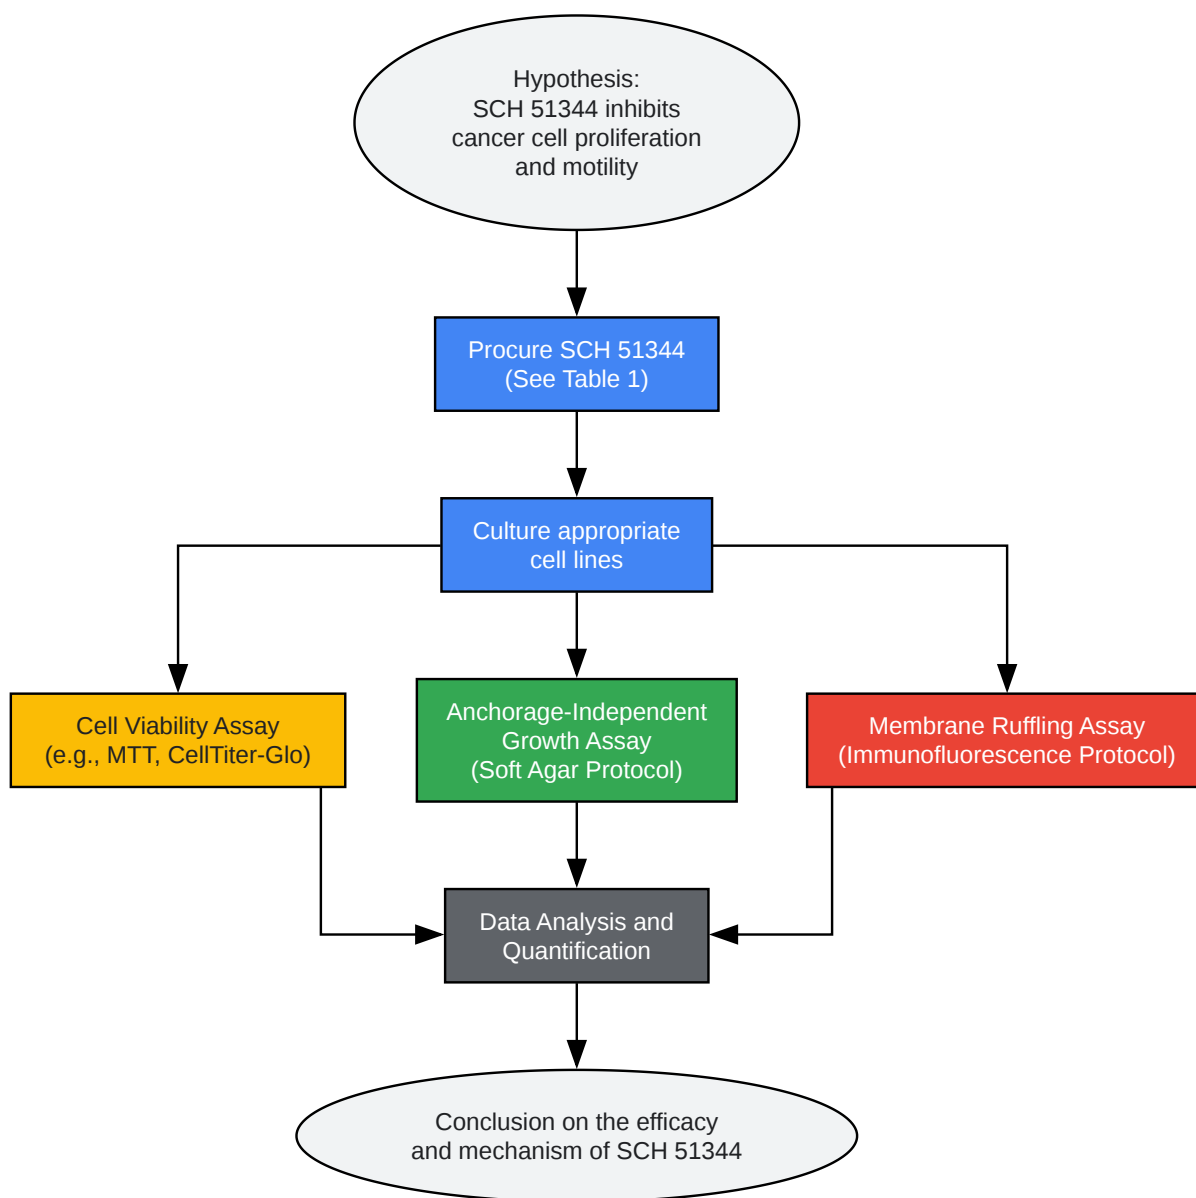 Hypothesis:
SCH 51344 inhibits
cancer cell proliferation
and motility
Procure SCH 51344
(See Table 1)
Culture appropriate
cell lines
Cell Viability Assay
(e.g., MTT, CellTiter-Glo)
Anchorage-Independent
Growth Assay
(Soft Agar Protocol)
Membrane Ruffling Assay
(Immunofluorescence Protocol)
Data Analysis and
Quantification
Conclusion on the efficacy
and mechanism of SCH 51344